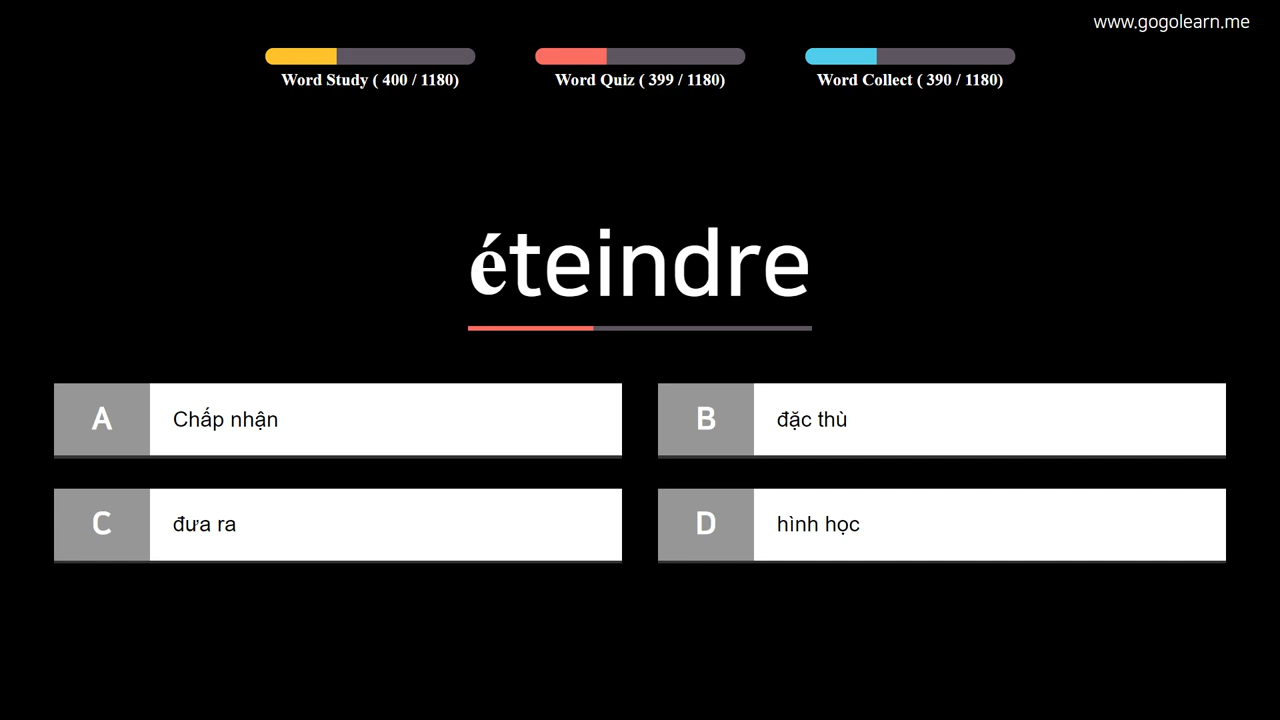 www.gogolearn.me
Word Study ( 400 / 1180)
Word Quiz ( 399 / 1180)
Word Collect ( 390 / 1180)
éteindre
A Chấp nhận
B đặc thù
C đưa ra
D hình học